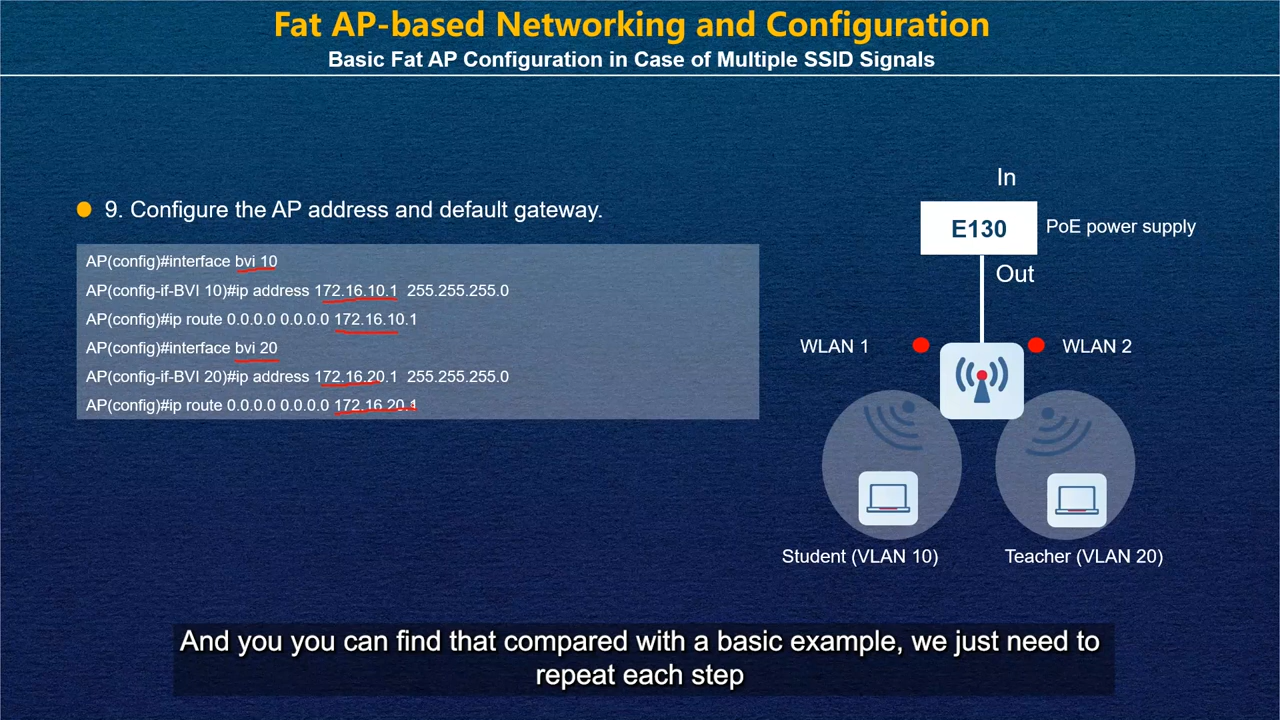 Fat AP-based Networking and Configuration
Basic Fat AP Configuration in Case of Multiple SSID Signals
9. Configure the AP address and default gateway.
AP(config)#interface bvi 10
AP(config-if-BVI 10)#ip address 172.16.10.1 255.255.255.0
AP(config)#ip route 0.0.0.0 0.0.0.0 172.16.10.1
AP(config)#interface bvi 20
AP(config-if-BVI 20)#ip address 172.16.20.1 255.255.255.0
AP(config)#ip route 0.0.0.0 0.0.0.0 172.16.20.1
In
E130
PoE power supply
Out
WLAN 1
WLAN 2
Student (VLAN 10)
Teacher (VLAN 20)
And you you can find that compared with a basic example, we just need to
repeat each step